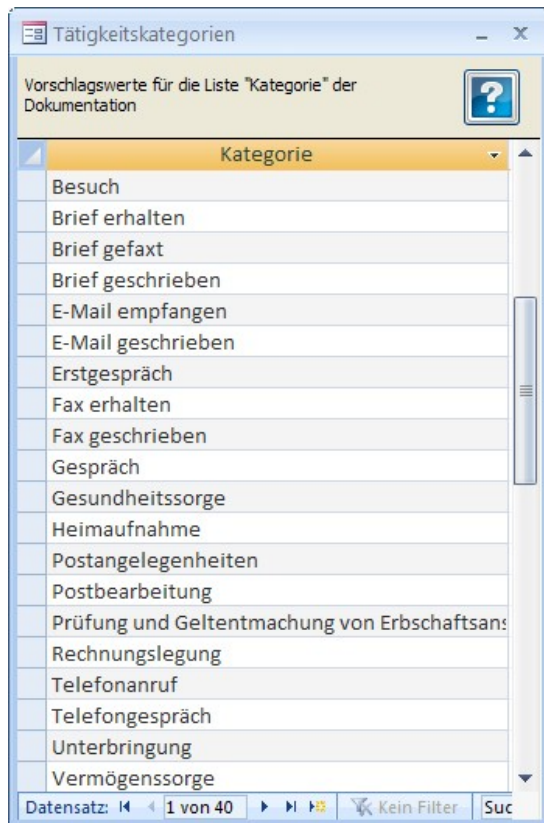 Tätigkeitskategorien
Vorschlagswerte für die Liste "Kategorie" der
Dokumentation
Kategorie
Besuch
Brief erhalten
Brief gefaxt
Brief geschrieben
E-Mail empfangen
E-Mail geschrieben
Erstgespräch
Fax erhalten
Fax geschrieben
Gespräch
Gesundheitssorge
Heimaufnahme
Postangelegenheiten
Postbearbeitung
Prüfung und Geltentmachung von Erbschaftsans
Rechnungslegung
Telefonanruf
Telefongespräch
Unterbringung
Vermögenssorge
Datensatz: 1 von 40 Kein Filter Suc